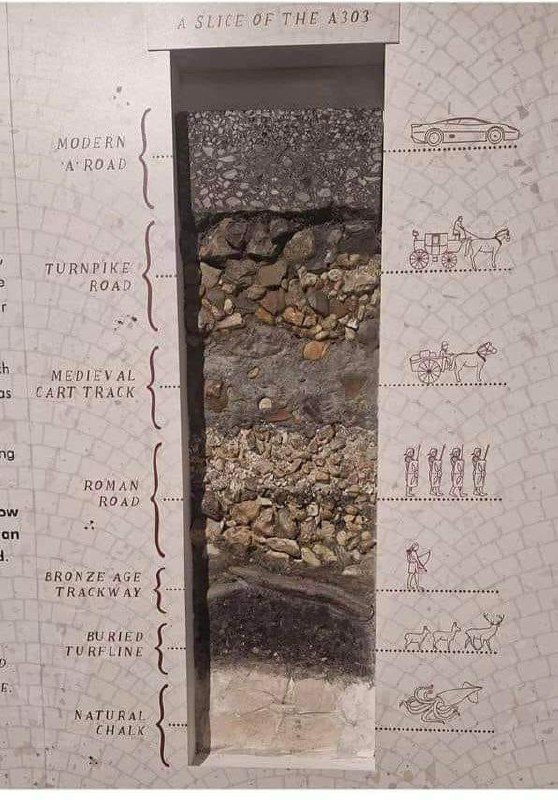 A SLICE OF THE A303
MODERN
'A' ROAD
TURNPIKE
ROAD
MEDIEVAL
CART TRACK
ROMAN
ROAD
BRONZE AGE
TRACKWAY
BURIED
TURFLINE
NATURAL
CHALK